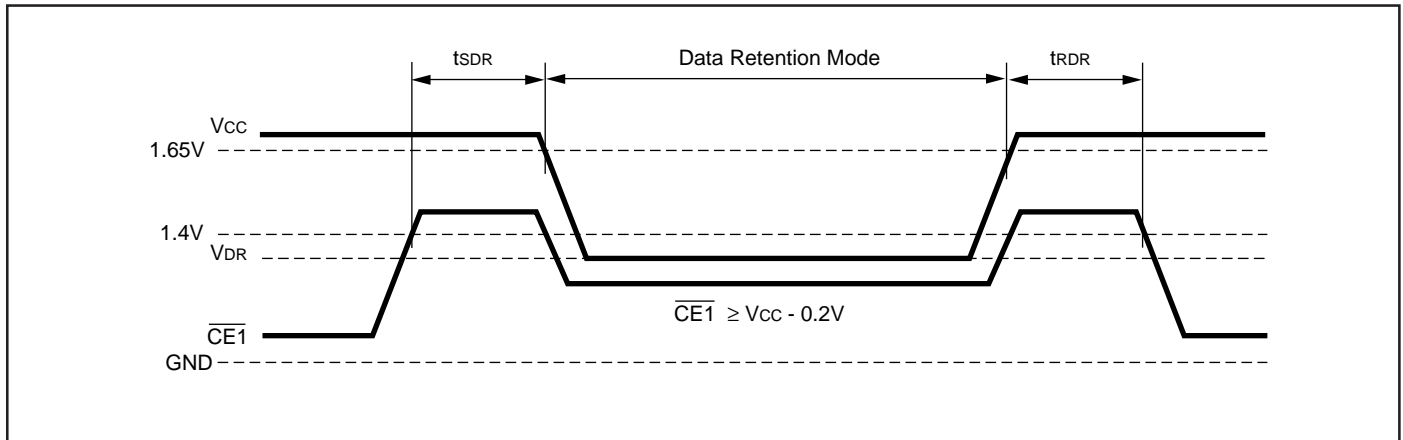 tSDR Data Retention Mode tRDR
VCC
1.65V
1.4V
VDR
CE1 ≥ VCC - 0.2V
CE1
GND